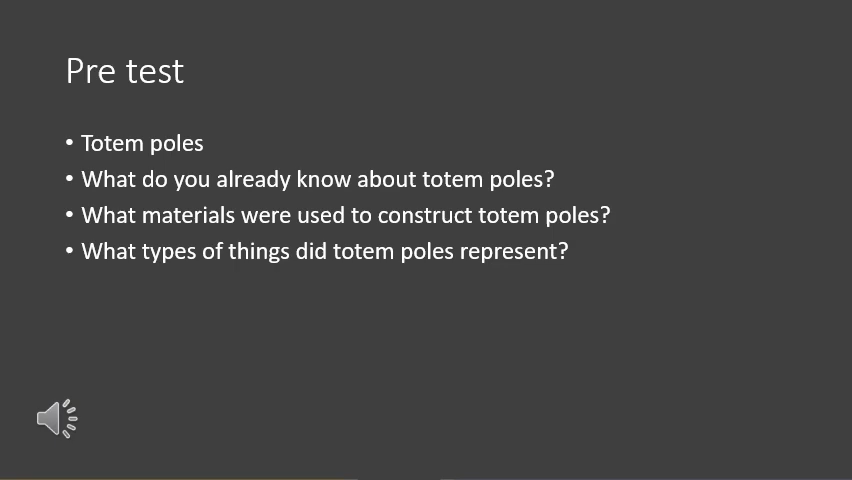 Pre test
• Totem poles
• What do you already know about totem poles?
• What materials were used to construct totem poles?
• What types of things did totem poles represent?